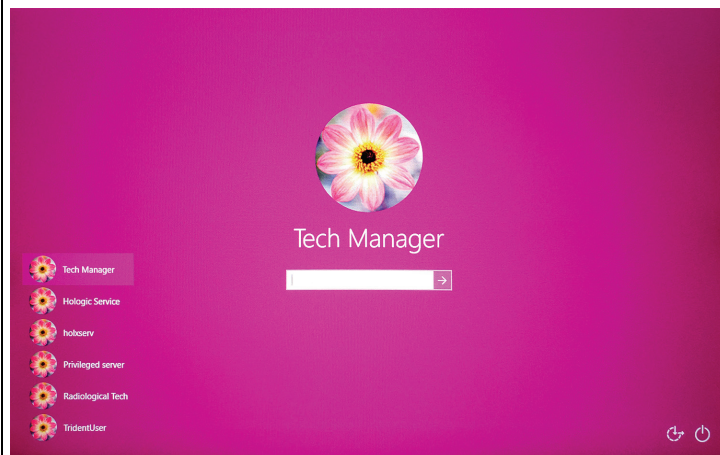 Tech Manager
Tech Manager
Hologic Service
holxserv
Privileged server
Radiological Tech
TridentUser